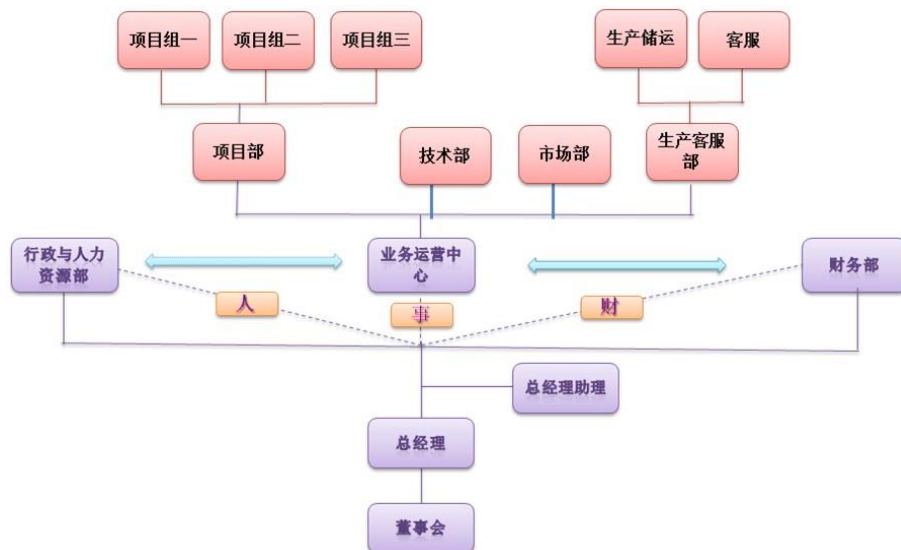 项目组一
项目组二
项目组三
生产储运
客服
项目部
技术部
市场部
生产客服
部
行政与人力
资源部
业务运营中
心
财务部
人
事
财
总经理助理
总经理
董事会